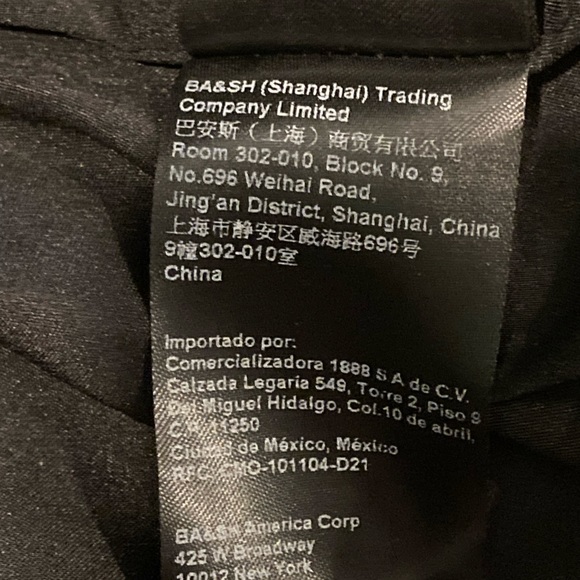 BA&SH (Shanghai) Trading
Company Limited
巴安斯（上海）商贸有限公司
Room 302-010, Block No. 9,
No.696 Weihai Road,
Jing'an District, Shanghai, China
上海市静安区威海路696号
9幢302-010室
China
Importado por:
Comercializadora 1888 S A de C.V.
Calzada Legaria 549, Torre 2, Piso 9
Del Miguel Hidalgo, Col.10 de abril,
11250
Ciudad de México, México
BA&SH America Corp
425 W Broadway
10012 New York